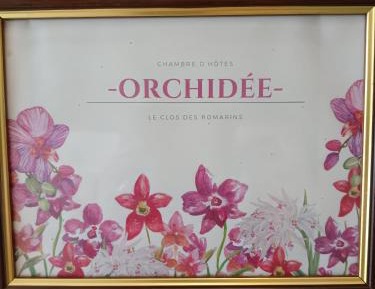 CHAMBRE D'HÔTES
-ORCHIDÉE-
LE CLOS DES ROMARINS